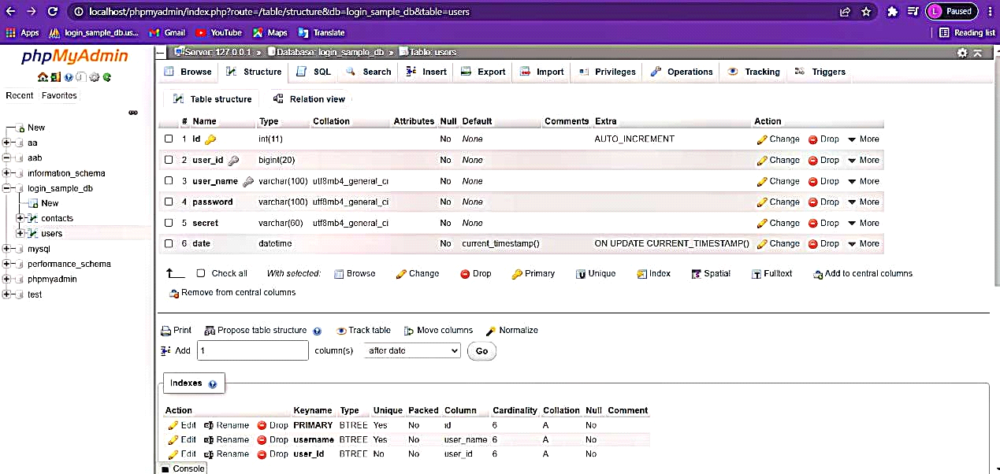 localhost/phpmyadmin/index.php?route=/table/structure&db=login_sample_db&table=users
L Paused
Apps login_sample_db.us... Gmail YouTube Maps Translate Reading list
phpMyAdmin
Recent Favorites
New
aa
aab
information_schema
login_sample_db
New
contacts
users
mysql
performance_schema
phpmyadmin
test
Server: 127.0.0.1 » Database: login_sample_db » Table: users
Browse Structure SQL Search Insert Export Import Privileges Operations Tracking Triggers
Table structure Relation view
# Name Type Collation Attributes Null Default Comments Extra Action
1 id int(11) No None AUTO_INCREMENT Change Drop More
2 user_id bigint(20) No None Change Drop More
3 user_name varchar(100) utf8mb4_general_ci No None Change Drop More
4 password varchar(100) utf8mb4_general_ci No None Change Drop More
5 secret varchar(60) utf8mb4_general_ci No None Change Drop More
6 date datetime No current_timestamp() ON UPDATE CURRENT_TIMESTAMP() Change Drop More
Check all With selected: Browse Change Drop Primary Unique Index Spatial Fulltext Add to central columns
Remove from central columns
Print Propose table structure Track table Move columns Normalize
Add 1 column(s) after date Go
Indexes
Action Keyname Type Unique Packed Column Cardinality Collation Null Comment
Edit Rename Drop PRIMARY BTREE Yes No id 6 A No
Edit Rename Drop username BTREE Yes No user_name 6 A No
Edit Rename Drop user_id BTREE No No user_id 6 A No
Console